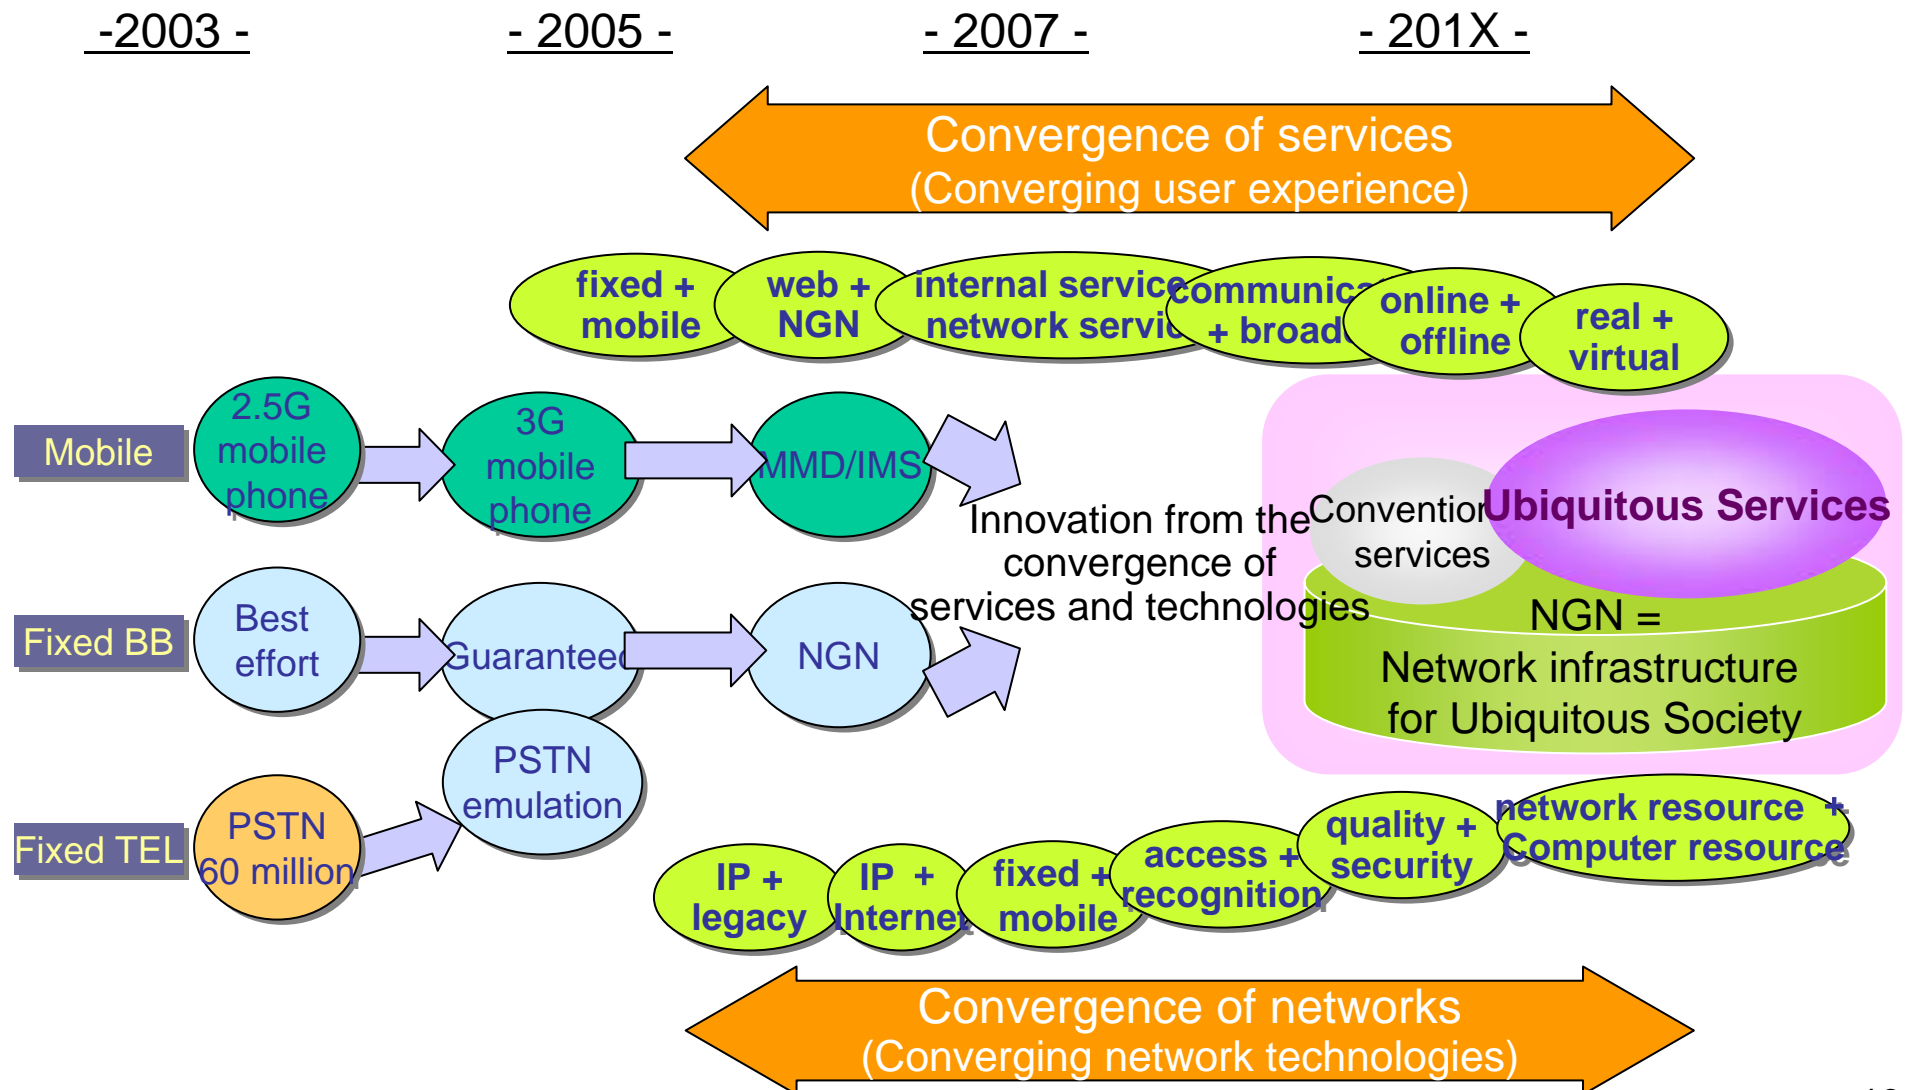 -2003 -
- 2005 -
- 2007 -
- 201X -
Convergence of services
(Converging user experience)
fixed +
mobile
web +
NGN
internal service
network servic
communicat
+ broad
online +
offline
real +
virtual
Mobile
2.5G
mobile
phone
3G
mobile
phone
MMD/IMS
Innovation from the
convergence of
services and technologies
Convention
services
Ubiquitous Services
NGN =
Network infrastructure
for Ubiquitous Society
Fixed BB
Best
effort
Guaranteed
NGN
PSTN
emulation
Fixed TEL
PSTN
60 million
IP +
legacy
IP +
Internet
fixed +
mobile
access +
recognition
quality +
security
network resource +
Computer resource
Convergence of networks
(Converging network technologies)